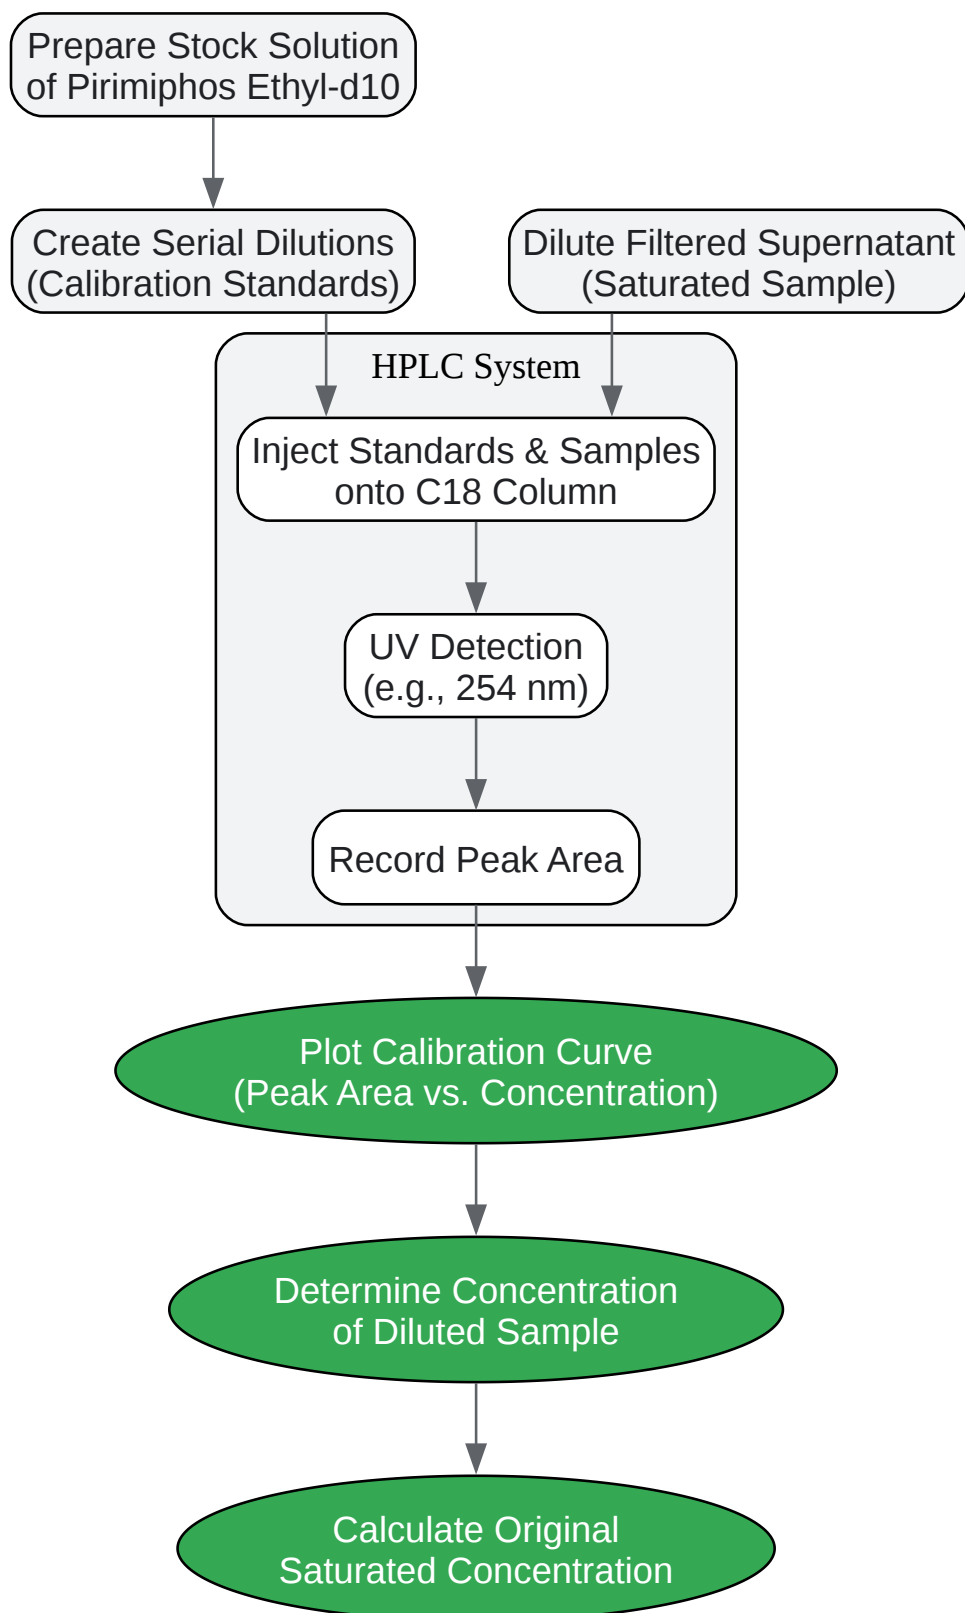 Prepare Stock Solution
of Pirimiphos Ethyl-d10
Create Serial Dilutions
(Calibration Standards)
Dilute Filtered Supernatant
(Saturated Sample)
HPLC System
Inject Standards & Samples
onto C18 Column
UV Detection
(e.g., 254 nm)
Record Peak Area
Plot Calibration Curve
(Peak Area vs. Concentration)
Determine Concentration
of Diluted Sample
Calculate Original
Saturated Concentration